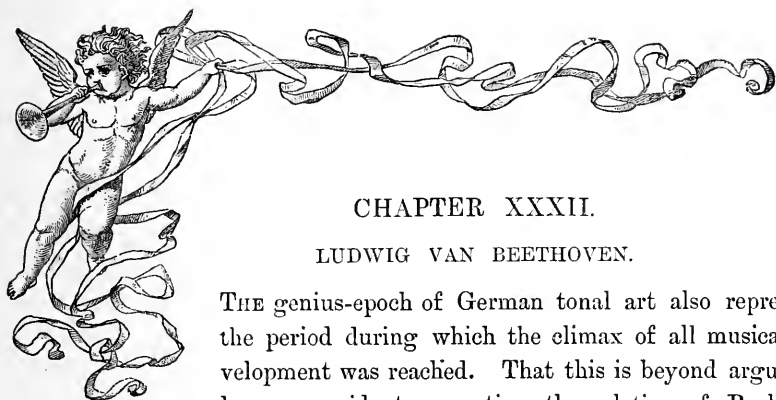 CHAPTER XXXII.
LUDWIG VAN BEETHOVEN.
THE genius-epoch of German tonal art also repre
the period during which the climax of all musica
velopment was reached. That this is beyond argu